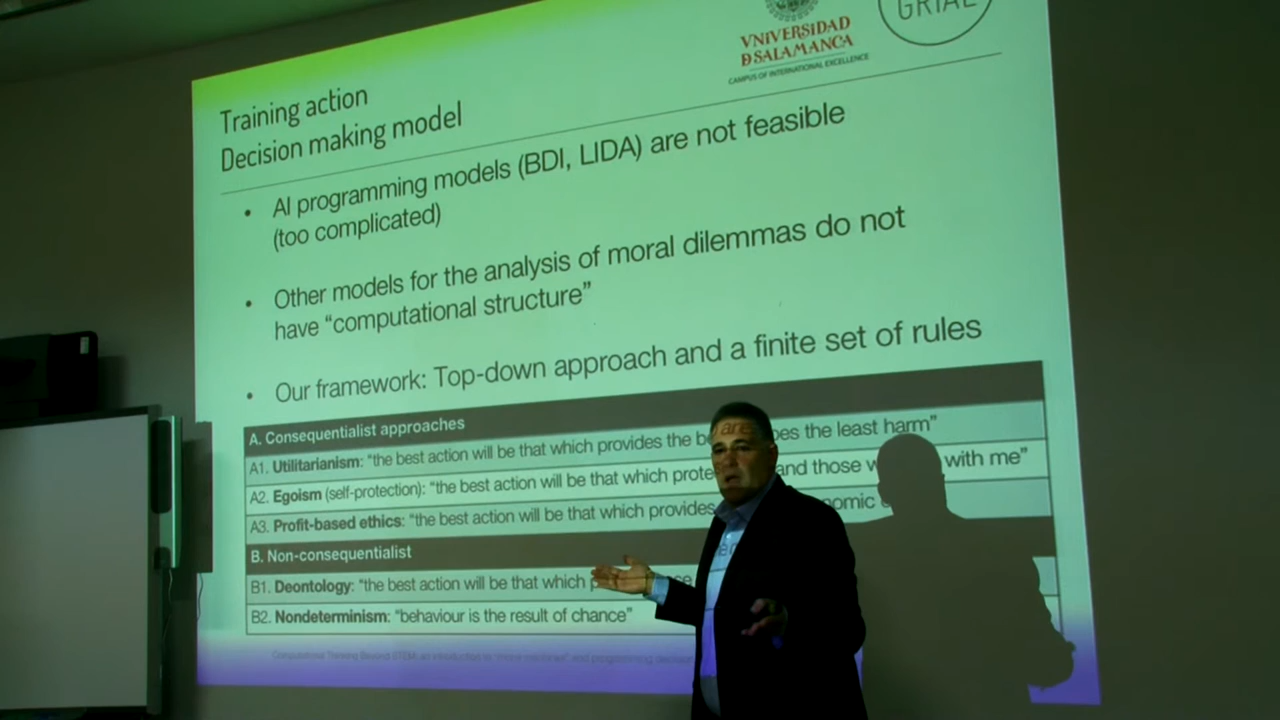 VNiVERSiDAD
D SALAMANCA
CAMPUS OF INTERNATIONAL EXCELLENCE
GRIAL
Training action
Decision making model
• AI programming models (BDI, LIDA) are not feasible
(too complicated)
• Other models for the analysis of moral dilemmas do not
have “computational structure”
• Our framework: Top-down approach and a finite set of rules
A. Consequentialist approaches
A1. Utilitarianism: “the best action will be that which provides the are does the least harm”
A2. Egoism (self-protection): “the best action will be that which and those with me”
A3. Profit-based ethics: “the best action will be that which provides
B. Non-consequentialist
B1. Deontology: “the best action will be that which
B2. Nondeterminism: “behaviour is the result of chance”